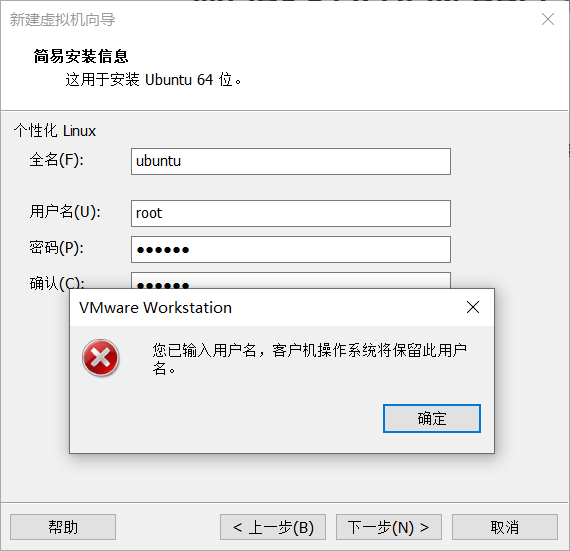 新建虚拟机向导
简易安装信息
这用于安装 Ubuntu 64 位。
个性化 Linux
全名(F):
ubuntu
用户名(U):
root
密码(P):
●●●●●●
确认(C):
●●●●●●
VMware Workstation
您已输入用户名，客户机操作系统将保留此用户
名。
确定
帮助
< 上一步(B)
下一步(N) >
取消